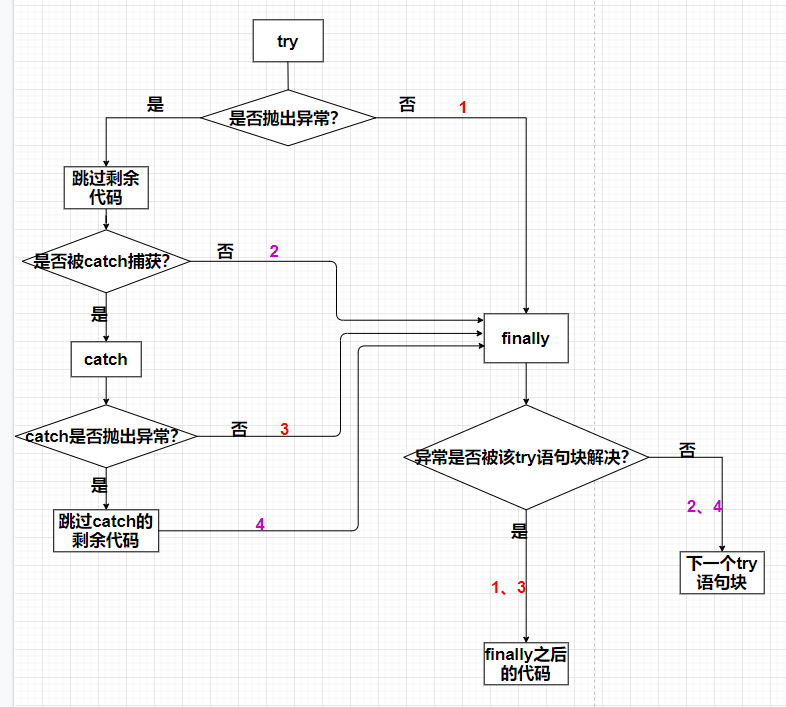 try
是否抛出异常?
是
否
1
跳过剩余
代码
是否被catch捕获?
否
2
是
catch
catch是否抛出异常?
否
3
是
跳过catch的
剩余代码
4
finally
异常是否被该try语句块解决?
否
2、4
下一个try
语句块
是
1、3
finally之后
的代码